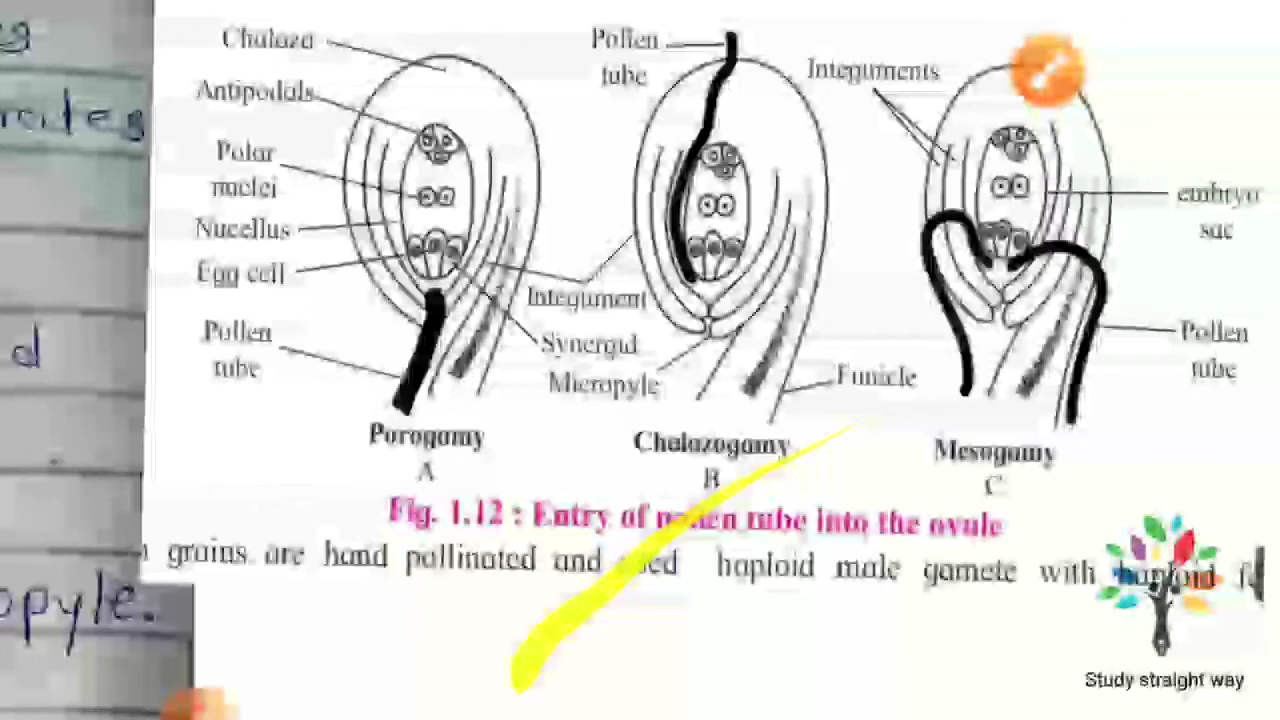 Chalaza
Antipodals
Polar
nuclei
Nucellus
Egg cell
Pollen
tube
Pollen
tube
Integument
Synergid
Micropyle
Funicle
Integuments
embryo
sac
Pollen
tube
Porogamy
A
Chalazogamy
B
Mesogamy
C
Fig. 1.12 : Entry of pollen tube into the ovule
grains are hand pollinated and haploid male gamete with haploid
opyle.
d
Study straight way